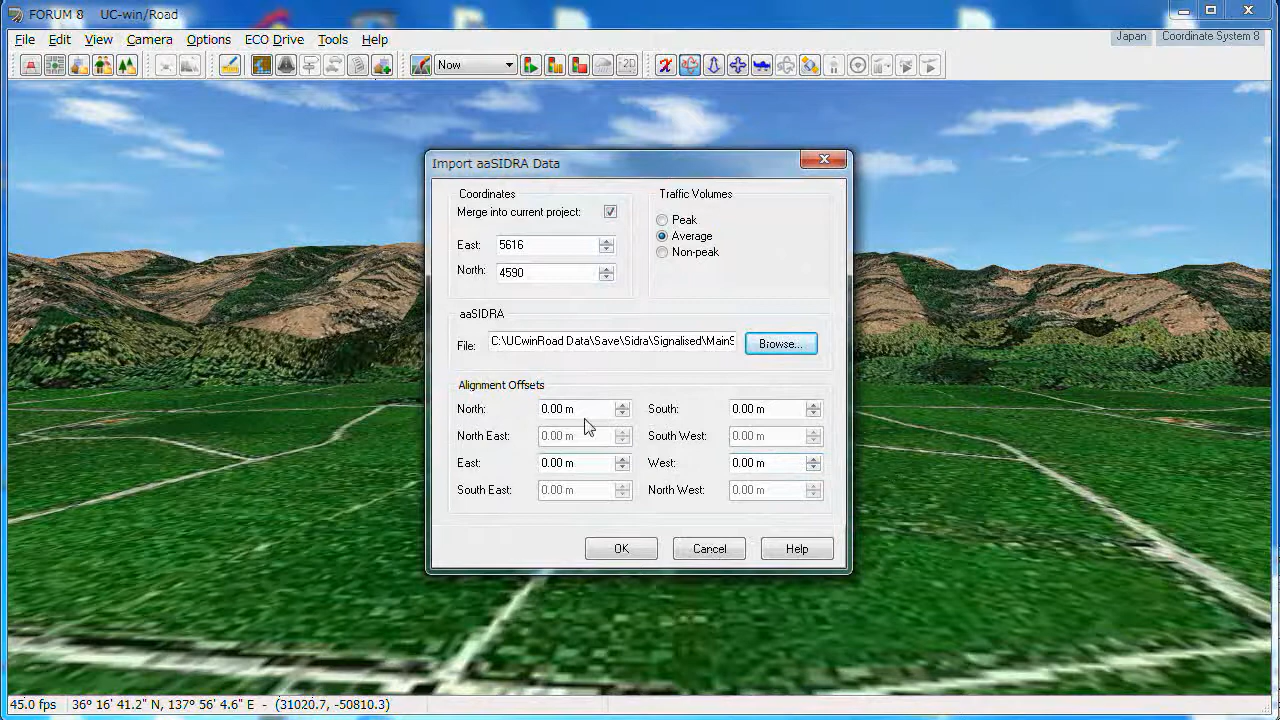 FORUM 8 UC-win/Road
File Edit View Camera Options ECO Drive Tools Help
Japan Coordinate System 8
Now
2D
Import aaSIDRA Data
Coordinates
Merge into current project:
East: 5616
North: 4590
Traffic Volumes
Peak
Average
Non-peak
aaSIDRA
File: C:\UCwinRoad Data\Save\Sidra\Signalised\MainS
Browse...
Alignment Offsets
North: 0.00 m South: 0.00 m
North East: 0.00 m South West: 0.00 m
East: 0.00 m West: 0.00 m
South East: 0.00 m North West: 0.00 m
OK Cancel Help
45.0 fps 36° 16' 41.2" N, 137° 56' 4.6" E - (31020.7, -50810.3)